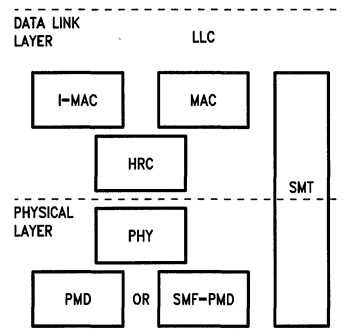 DATA LINK
LAYER
LLC
I-MAC
MAC
HRC
SMT
PHYSICAL
LAYER
PHY
PMD OR SMF-PMD